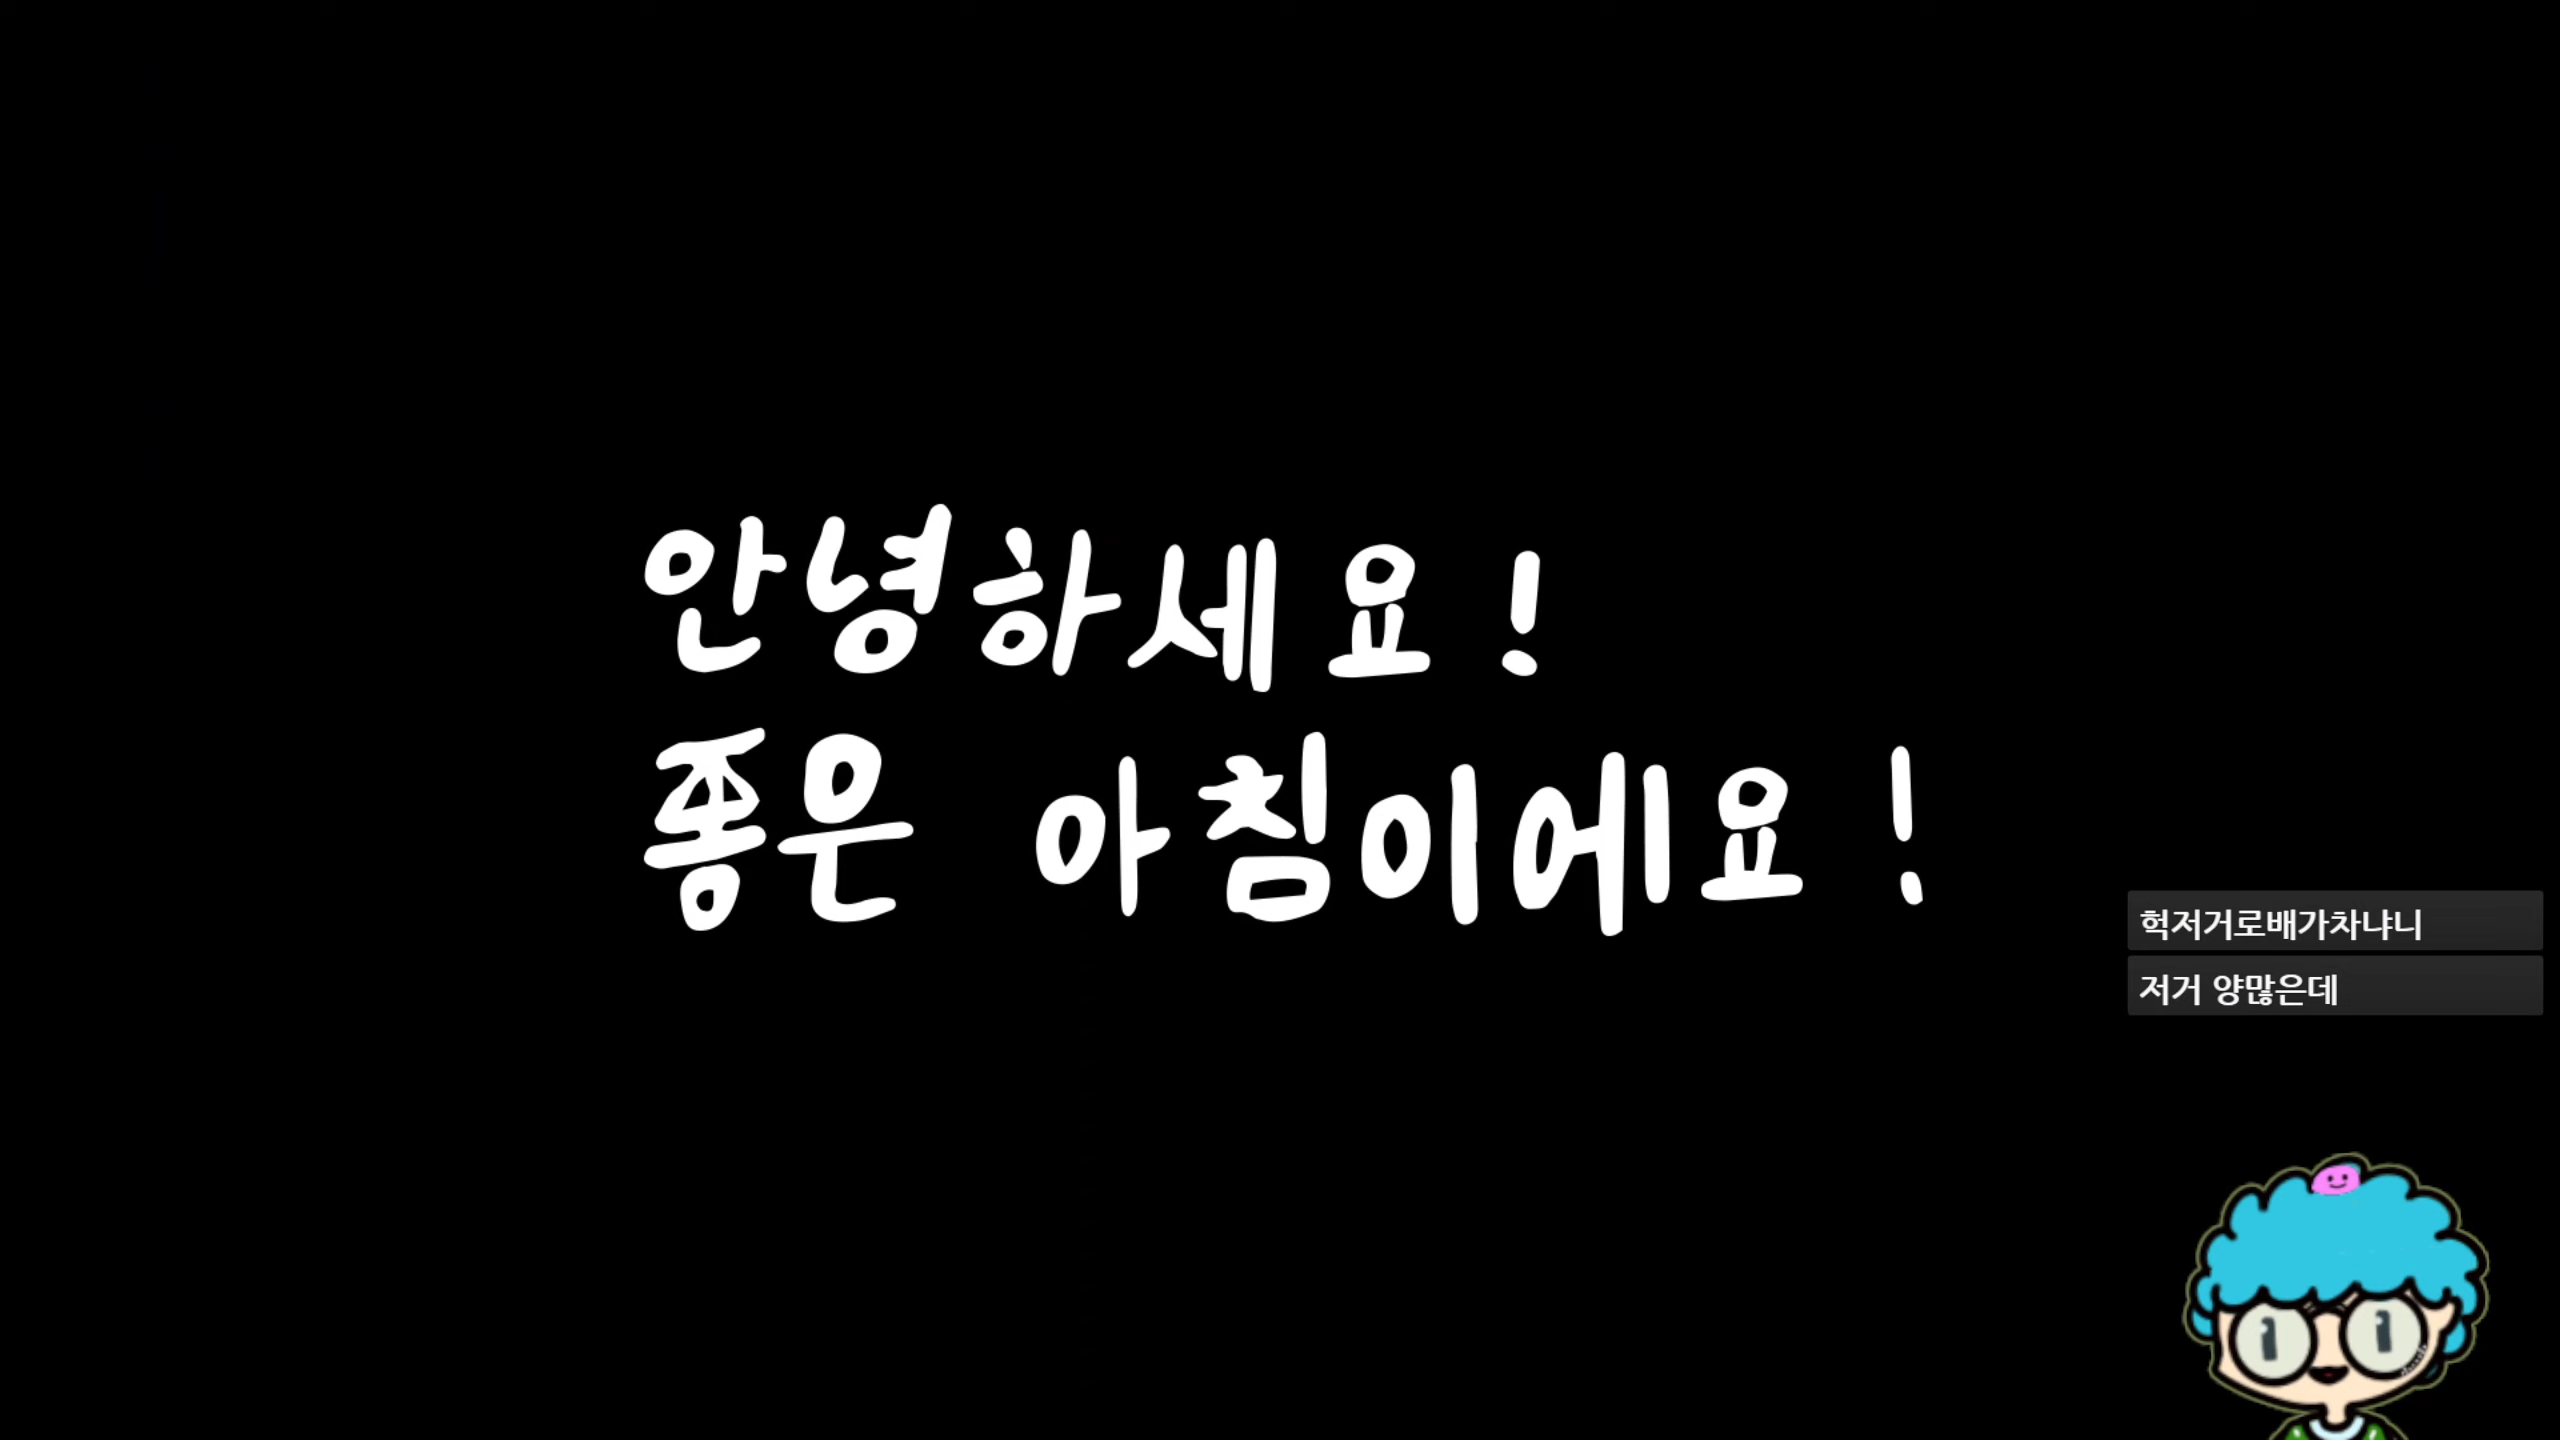 안녕하세요!
좋은 아침이에요!
헉저거로배가차냐니
저거 양많은데